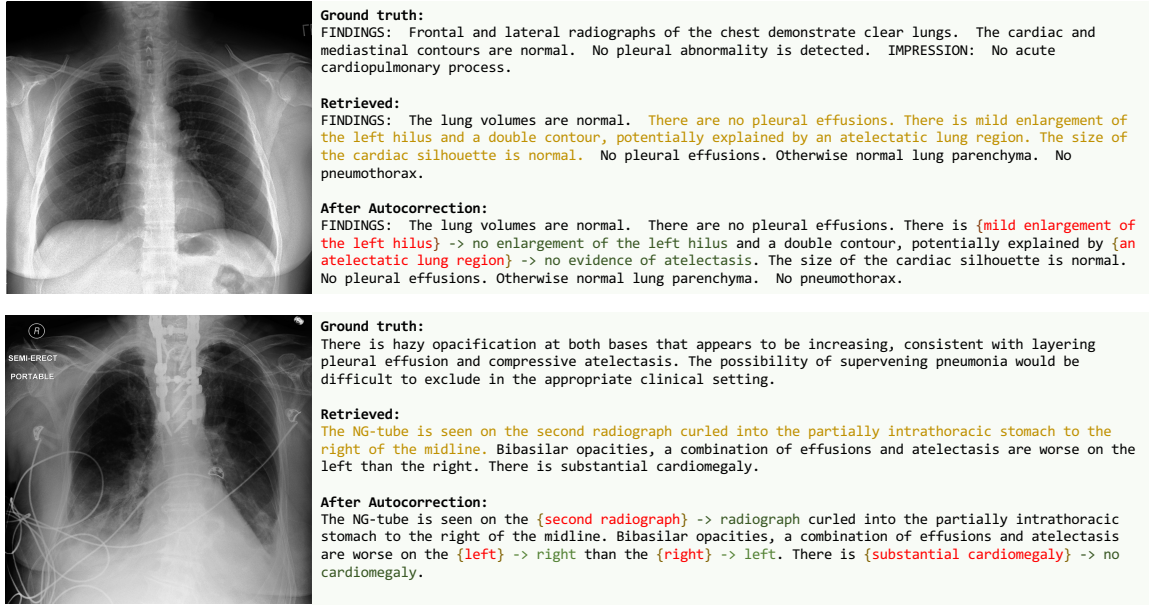 Ground truth:
FINDINGS:  Frontal and lateral radiographs of the chest demonstrate clear lungs.  The cardiac and
mediastinal contours are normal.  No pleural abnormality is detected.  IMPRESSION:  No acute
cardiopulmonary process.
Retrieved:
FINDINGS:  The lung volumes are normal.  There are no pleural effusions. There is mild enlargement of
the left hilus and a double contour, potentially explained by an atelectatic lung region. The size of
the cardiac silhouette is normal.  No pleural effusions. Otherwise normal lung parenchyma.  No
pneumothorax.
After Autocorrection:
FINDINGS:  The lung volumes are normal.  There are no pleural effusions. There is {mild enlargement of
the left hilus} -> no enlargement of the left hilus and a double contour, potentially explained by {an
atelectatic lung region} -> no evidence of atelectasis. The size of the cardiac silhouette is normal.
No pleural effusions. Otherwise normal lung parenchyma.  No pneumothorax.
R
SEMI-ERECT
PORTABLE
Ground truth:
There is hazy opacification at both bases that appears to be increasing, consistent with layering
pleural effusion and compressive atelectasis. The possibility of supervening pneumonia would be
difficult to exclude in the appropriate clinical setting.
Retrieved:
The NG-tube is seen on the second radiograph curled into the partially intrathoracic stomach to the
right of the midline. Bibasilar opacities, a combination of effusions and atelectasis are worse on the
left than the right. There is substantial cardiomegaly.
After Autocorrection:
The NG-tube is seen on the {second radiograph} -> radiograph curled into the partially intrathoracic
stomach to the right of the midline. Bibasilar opacities, a combination of effusions and atelectasis
are worse on the {left} -> right than the {right} -> left. There is {substantial cardiomegaly} -> no
cardiomegaly.